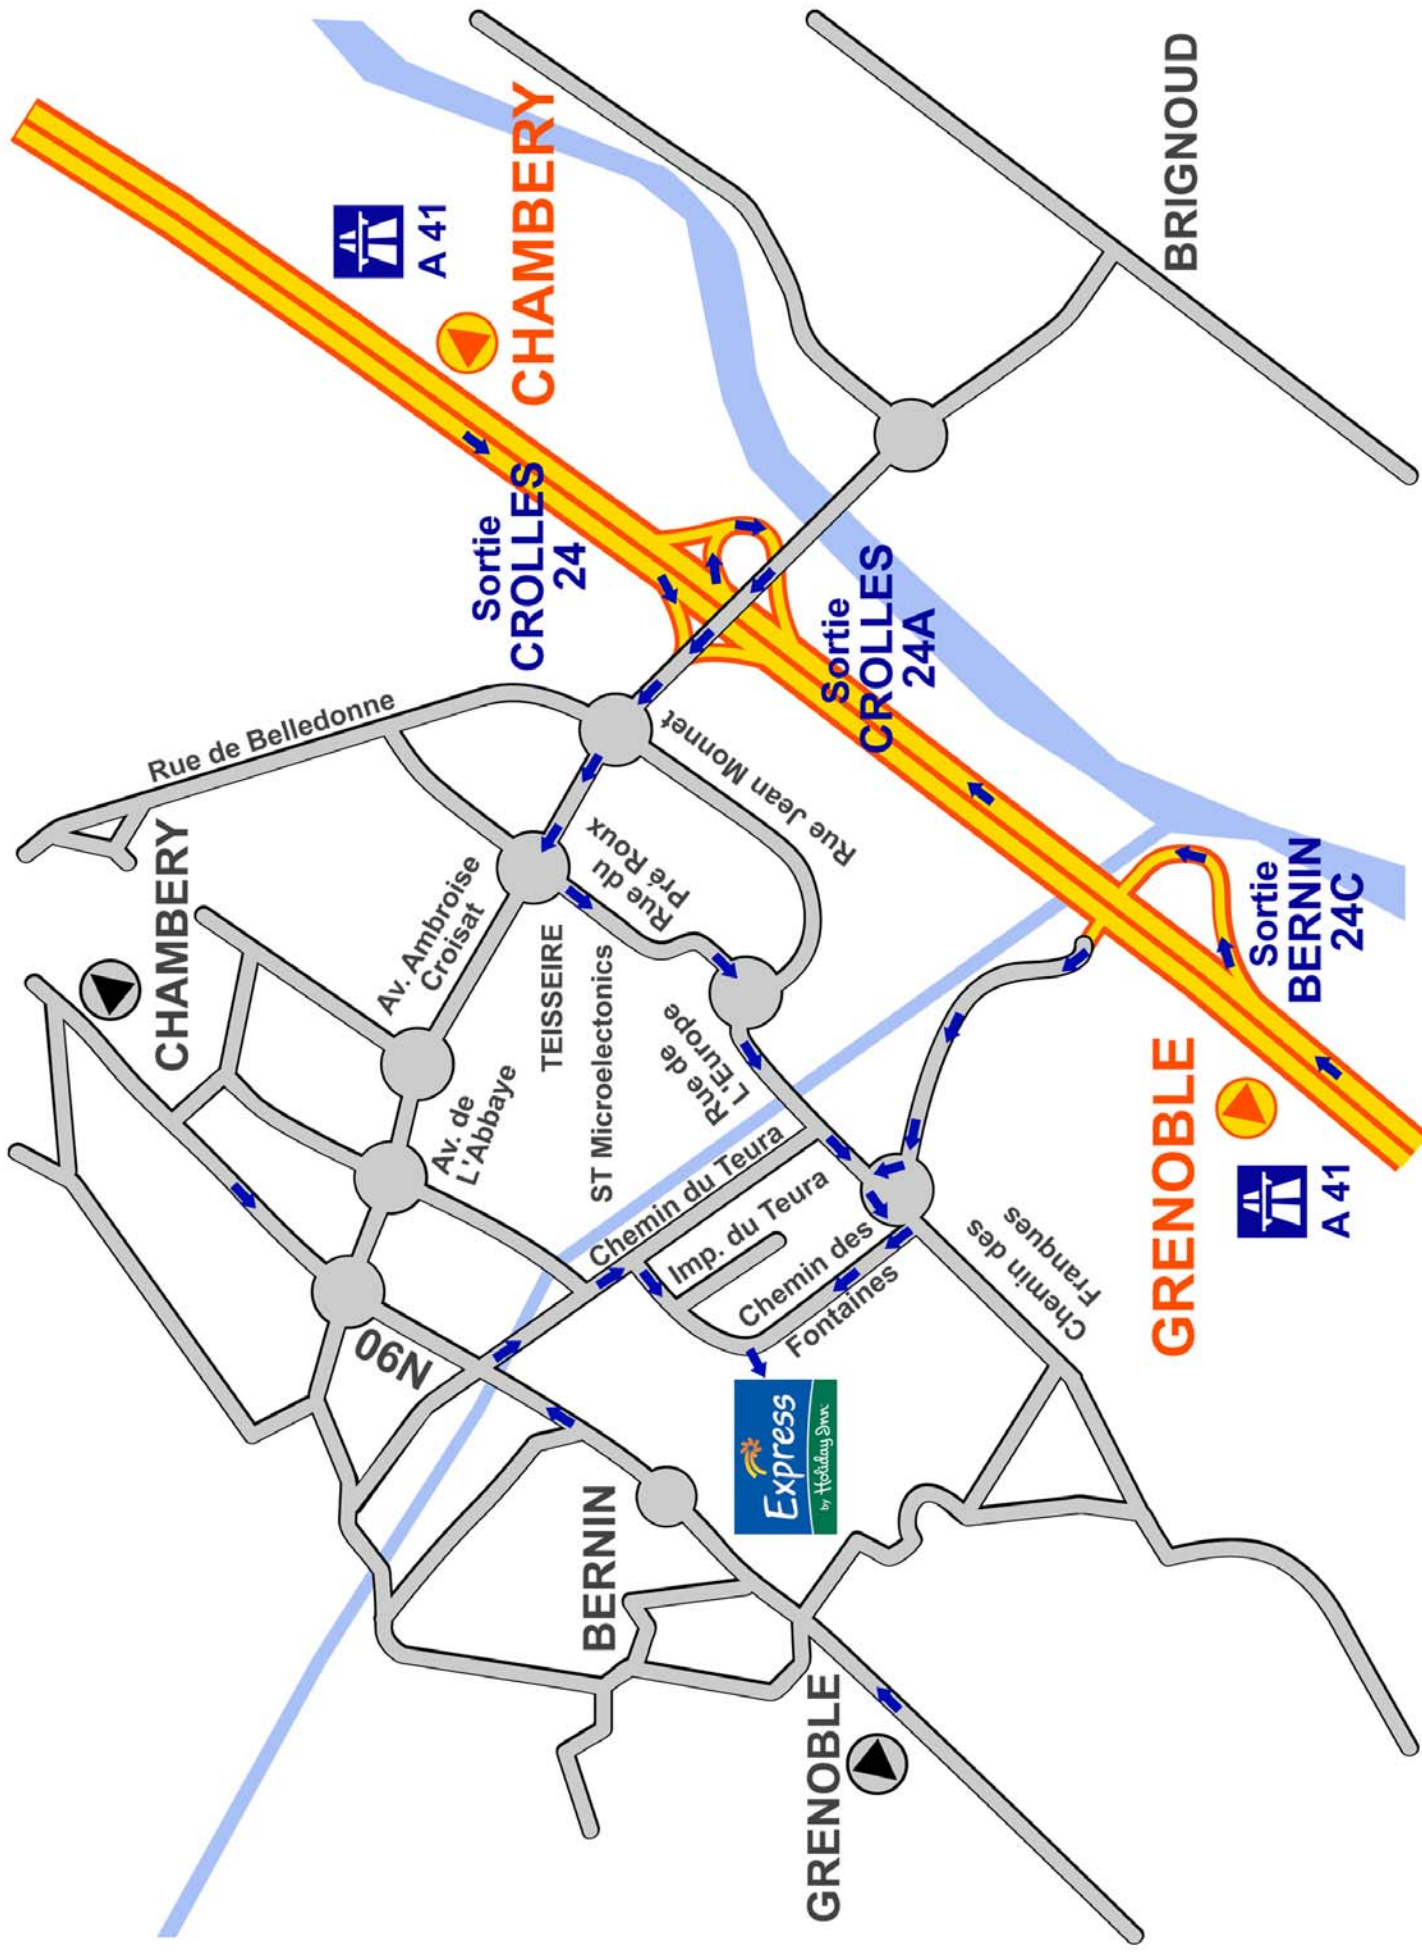 CHAMBERY
A 41
CHAMBERY
Rue de Belledonne
Sortie
CROLLES
24
BRIGNOUD
Av. Ambroise
Croisat
Rue du
Pré Roux
Rue Jean Monnet
Sortie
CROLLES
24A
TEISSEIRE
ST Microelectonics
Av. de
L'Abbaye
Rue de
L'Europe
N90
Chemin du Teura
Imp. du Teura
Chemin des
Fontaines
Sortie
BERNIN
24C
BERNIN
Express
by Holiday Inn
Chemin des
Franques
GRENOBLE
A 41
GRENOBLE